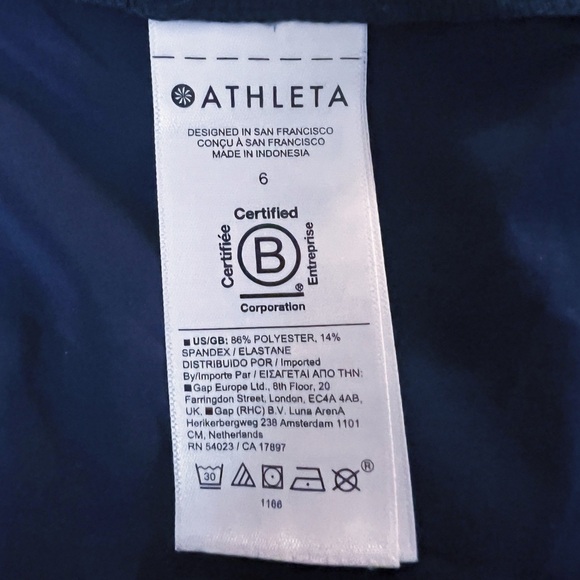 ATHLETA
DESIGNED IN SAN FRANCISCO
CONÇU À SAN FRANCISCO
MADE IN INDONESIA
6
Certified
Certifiée
B
Entreprise
®
Corporation
■ US/GB: 86% POLYESTER, 14%
SPANDEX / ELASTANE
DISTRIBUIDO POR / Imported
By/Importe Par / ΕΙΣΑΓΕΤΑΙ ΑΠΟ ΤΗΝ:
■ Gap Europe Ltd., 8th Floor, 20
Farringdon Street, London, EC4A 4AB,
UK, ■ Gap (RHC) B.V. Luna ArenA
Herikerbergweg 238 Amsterdam 1101
CM, Netherlands
RN 54023 / CA 17897
30 ®
1166